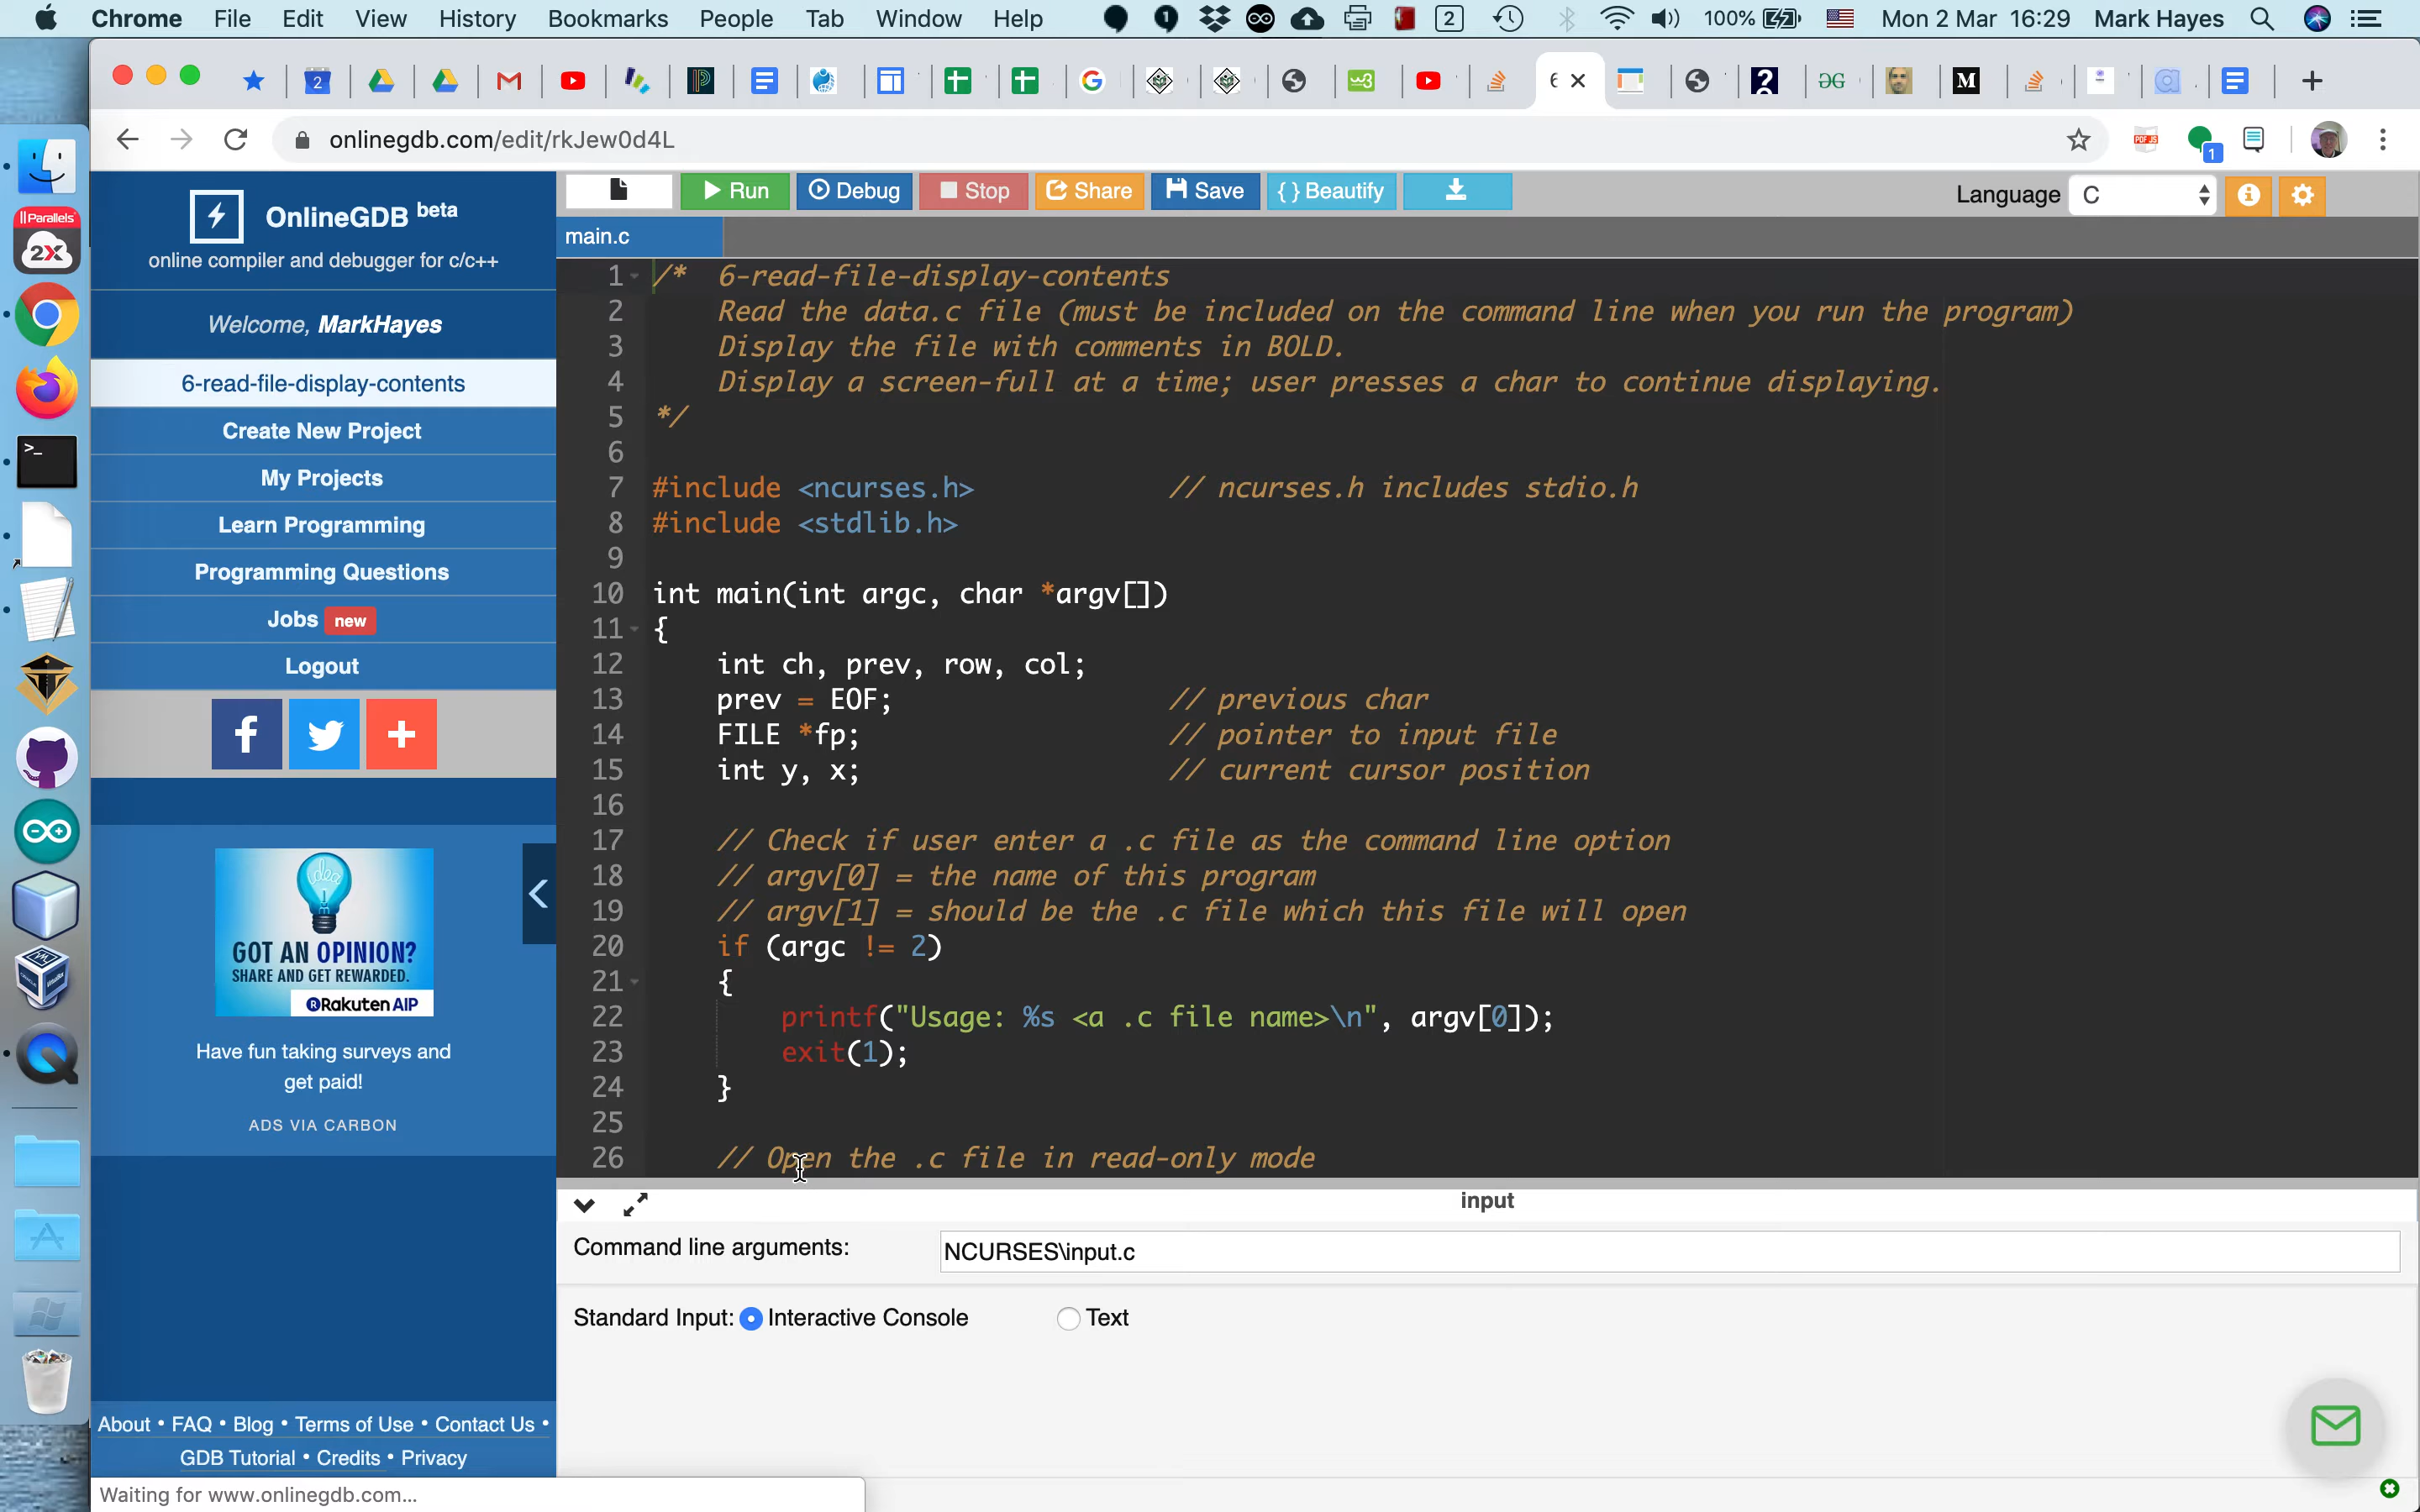 Chrome File Edit View History Bookmarks People Tab Window Help 1 2 100% Mon 2 Mar 16:29 Mark Hayes
2 w3 6 M
onlinegdb.com/edit/rkJew0d4L 1
Parallels
2X
OnlineGDB beta
online compiler and debugger for c/c++
Welcome, MarkHayes
6-read-file-display-contents
Create New Project
My Projects
Learn Programming
Programming Questions
Jobs new
Logout
idea
GOT AN OPINION?
SHARE AND GET REWARDED.
Rakuten AIP
Have fun taking surveys and
get paid!
ADS VIA CARBON
About • FAQ • Blog • Terms of Use • Contact Us •
GDB Tutorial • Credits • Privacy
Waiting for www.onlinegdb.com...
Run Debug Stop Share Save { } Beautify Language C
main.c
1 /* 6-read-file-display-contents
2 Read the data.c file (must be included on the command line when you run the program)
3 Display the file with comments in BOLD.
4 Display a screen-full at a time; user presses a char to continue displaying.
5 */
6
7 #include <ncurses.h> // ncurses.h includes stdio.h
8 #include <stdlib.h>
9
10 int main(int argc, char *argv[])
11 {
12 int ch, prev, row, col;
13 prev = EOF; // previous char
14 FILE *fp; // pointer to input file
15 int y, x; // current cursor position
16
17 // Check if user enter a .c file as the command line option
18 // argv[0] = the name of this program
19 // argv[1] = should be the .c file which this file will open
20 if (argc != 2)
21 {
22 printf("Usage: %s <a .c file name>\n", argv[0]);
23 exit(1);
24 }
25
26 // Open the .c file in read-only mode
input
Command line arguments: NCURSES\input.c
Standard Input: Interactive Console Text